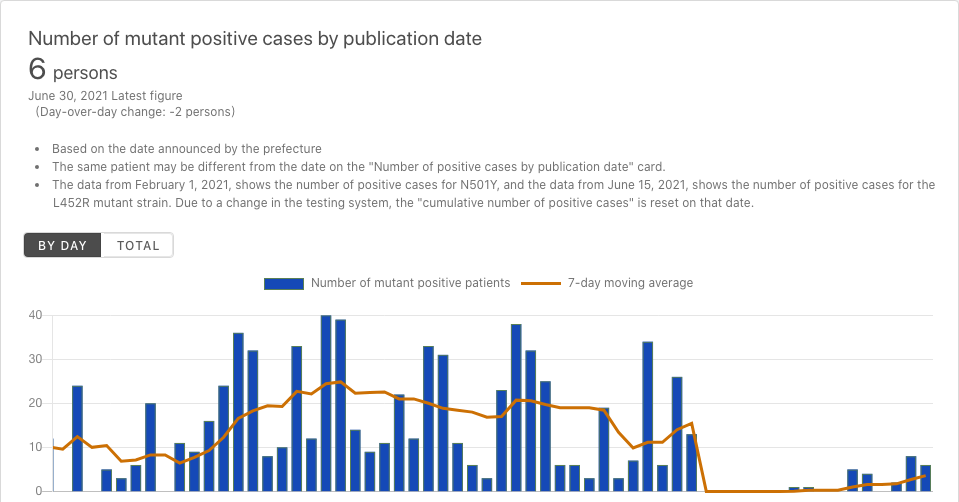 Number of mutant positive cases by publication date
6 persons
June 30, 2021 Latest figure
(Day-over-day change: -2 persons)
• Based on the date announced by the prefecture
• The same patient may be different from the date on the "Number of positive cases by publication date" card.
• The data from February 1, 2021, shows the number of positive cases for N501Y, and the data from June 15, 2021, shows the number of positive cases for the
L452R mutant strain. Due to a change in the testing system, the "cumulative number of positive cases" is reset on that date.
BY DAY TOTAL
Number of mutant positive patients 7-day moving average
40
30
20
10
0